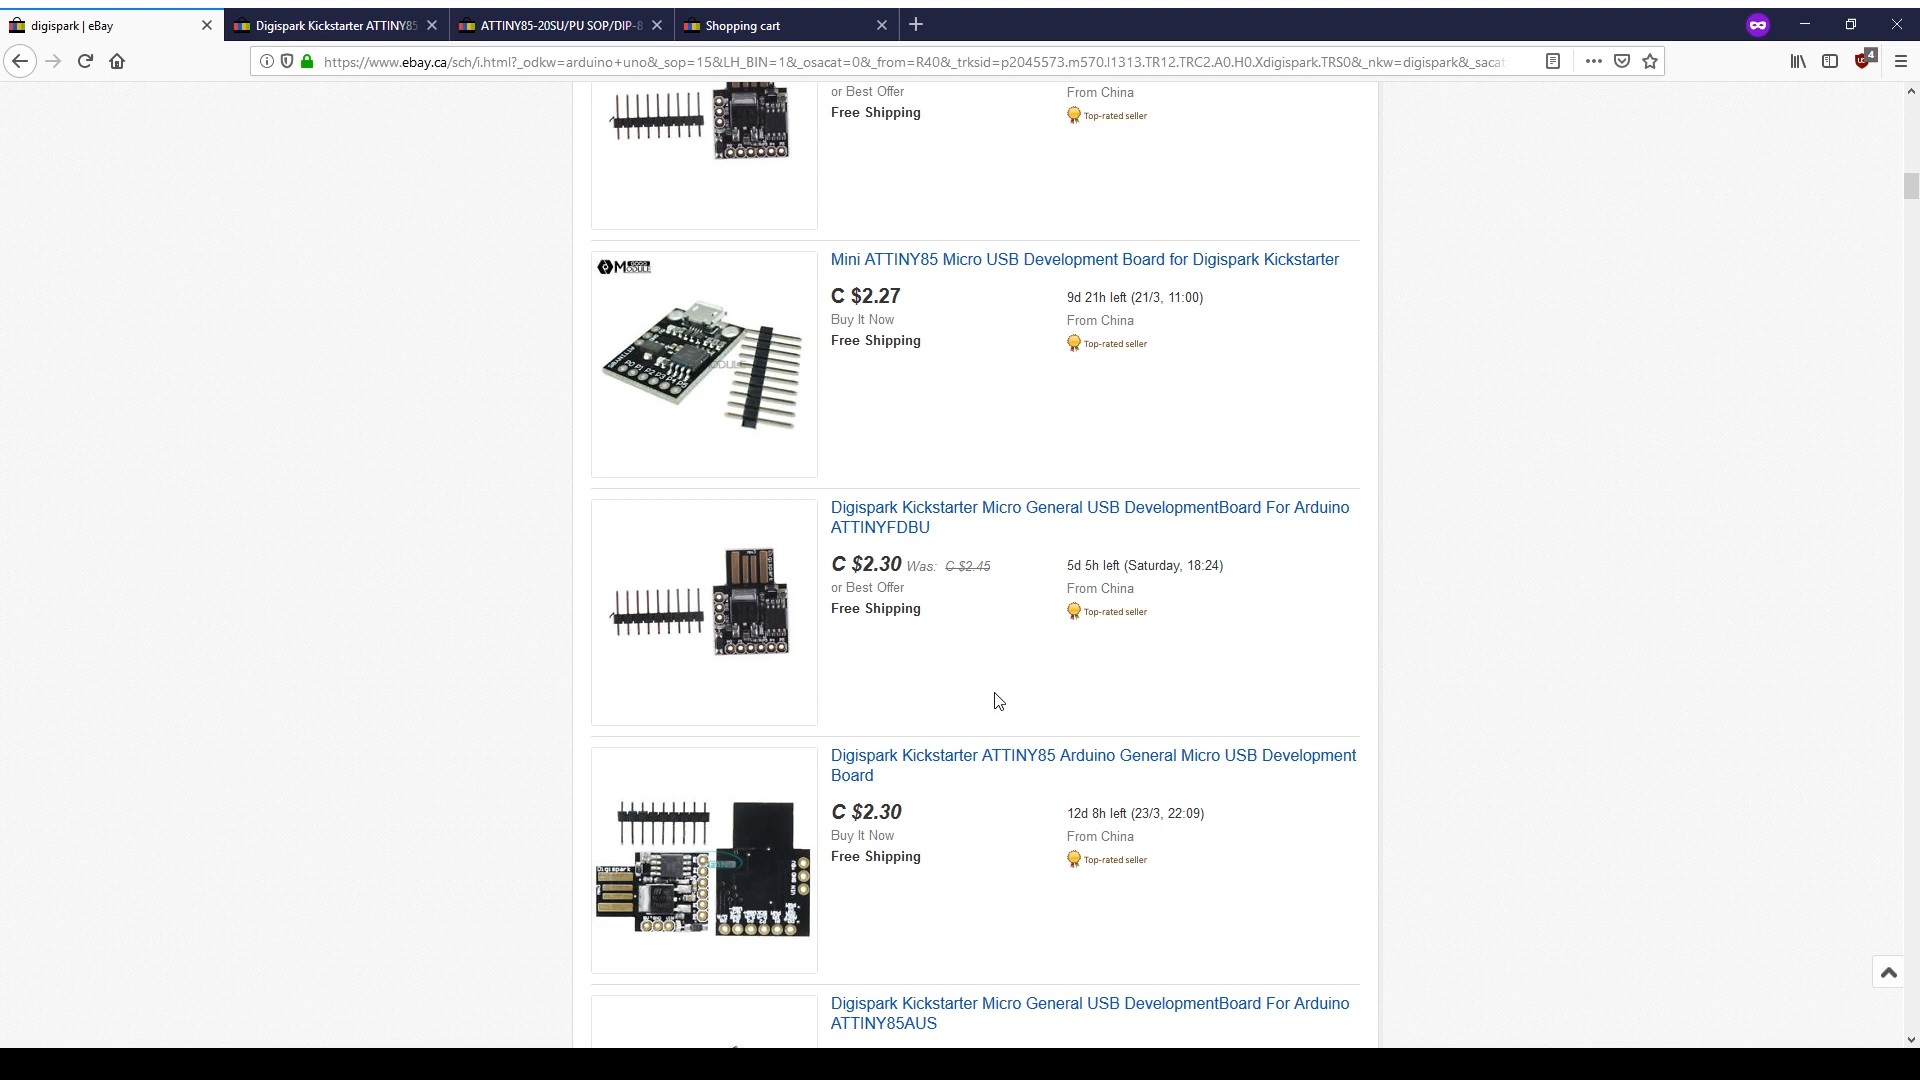 digispark | eBay
Digispark Kickstarter ATTINY85
ATTINY85-20SU/PU SOP/DIP-8
Shopping cart
https://www.ebay.ca/sch/i.html?_odkw=arduino+uno&_sop=15&LH_BIN=1&_osacat=0&_from=R40&_trksid=p2045573.m570.l1313.TR12.TRC2.A0.H0.Xdigispark.TRS0&_nkw=digispark&_sacat
4
or Best Offer
From China
Free Shipping
Top-rated seller
Mini ATTINY85 Micro USB Development Board for Digispark Kickstarter
C $2.27
9d 21h left (21/3, 11:00)
Buy It Now
From China
Free Shipping
Top-rated seller
Digispark Kickstarter Micro General USB DevelopmentBoard For Arduino
ATTINYFDBU
C $2.30 Was: C $2.45
5d 5h left (Saturday, 18:24)
or Best Offer
From China
Free Shipping
Top-rated seller
Digispark Kickstarter ATTINY85 Arduino General Micro USB Development
Board
C $2.30
12d 8h left (23/3, 22:09)
Buy It Now
From China
Free Shipping
Top-rated seller
Digispark
Digispark Kickstarter Micro General USB DevelopmentBoard For Arduino
ATTINY85AUS